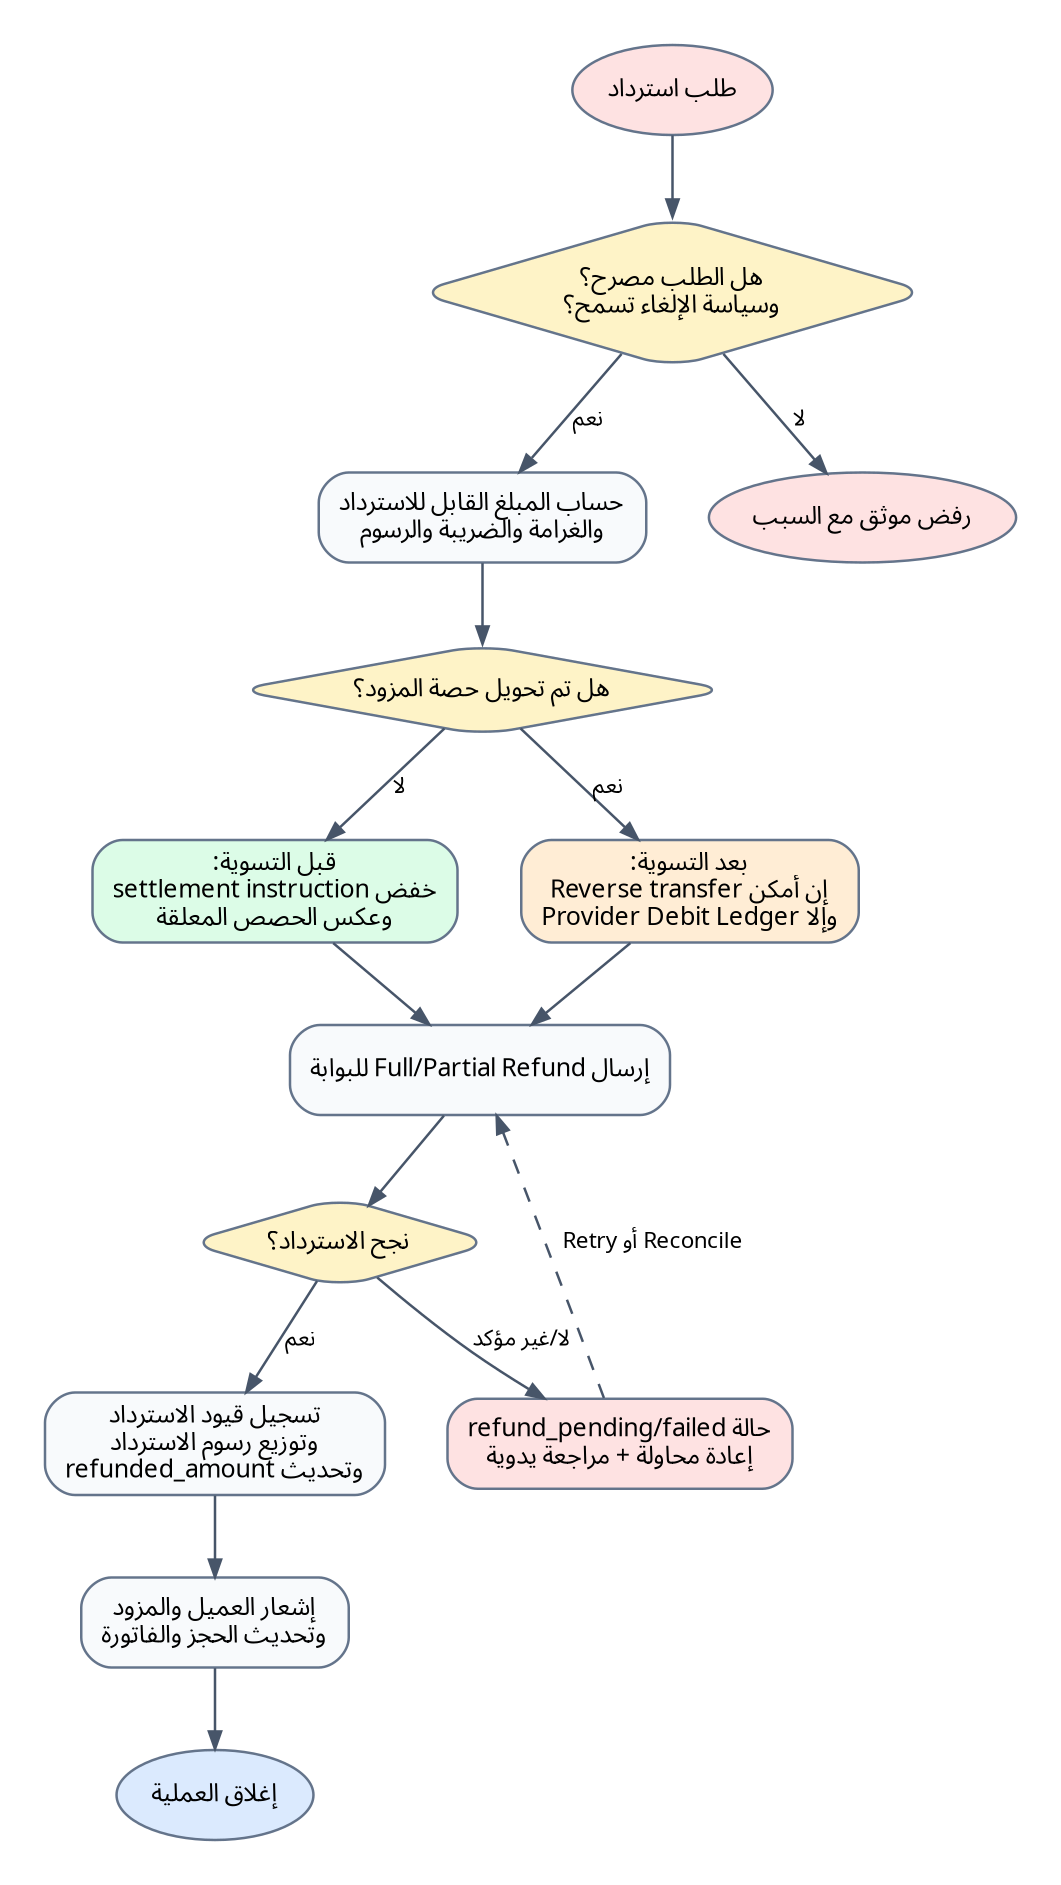 طلب استرداد
هل الطلب مصرح؟
وسياسة الإلغاء تسمح؟
نعم
لا
حساب المبلغ القابل للاسترداد
والغرامة والضريبة والرسوم
رفض موثق مع السبب
هل تم تحويل حصة المزود؟
لا
نعم
قبل التسوية:
خفض settlement instruction
وعكس الحصص المعلقة
بعد التسوية:
Reverse transfer إن أمكن
وإلا Provider Debit Ledger
إرسال Full/Partial Refund للبوابة
نجح الاسترداد؟
Retry أو Reconcile
نعم
لا/غير مؤكد
تسجيل قيود الاسترداد
وتوزيع رسوم الاسترداد
وتحديث refunded_amount
حالة refund_pending/failed
إعادة محاولة + مراجعة يدوية
إشعار العميل والمزود
وتحديث الحجز والفاتورة
إغلاق العملية